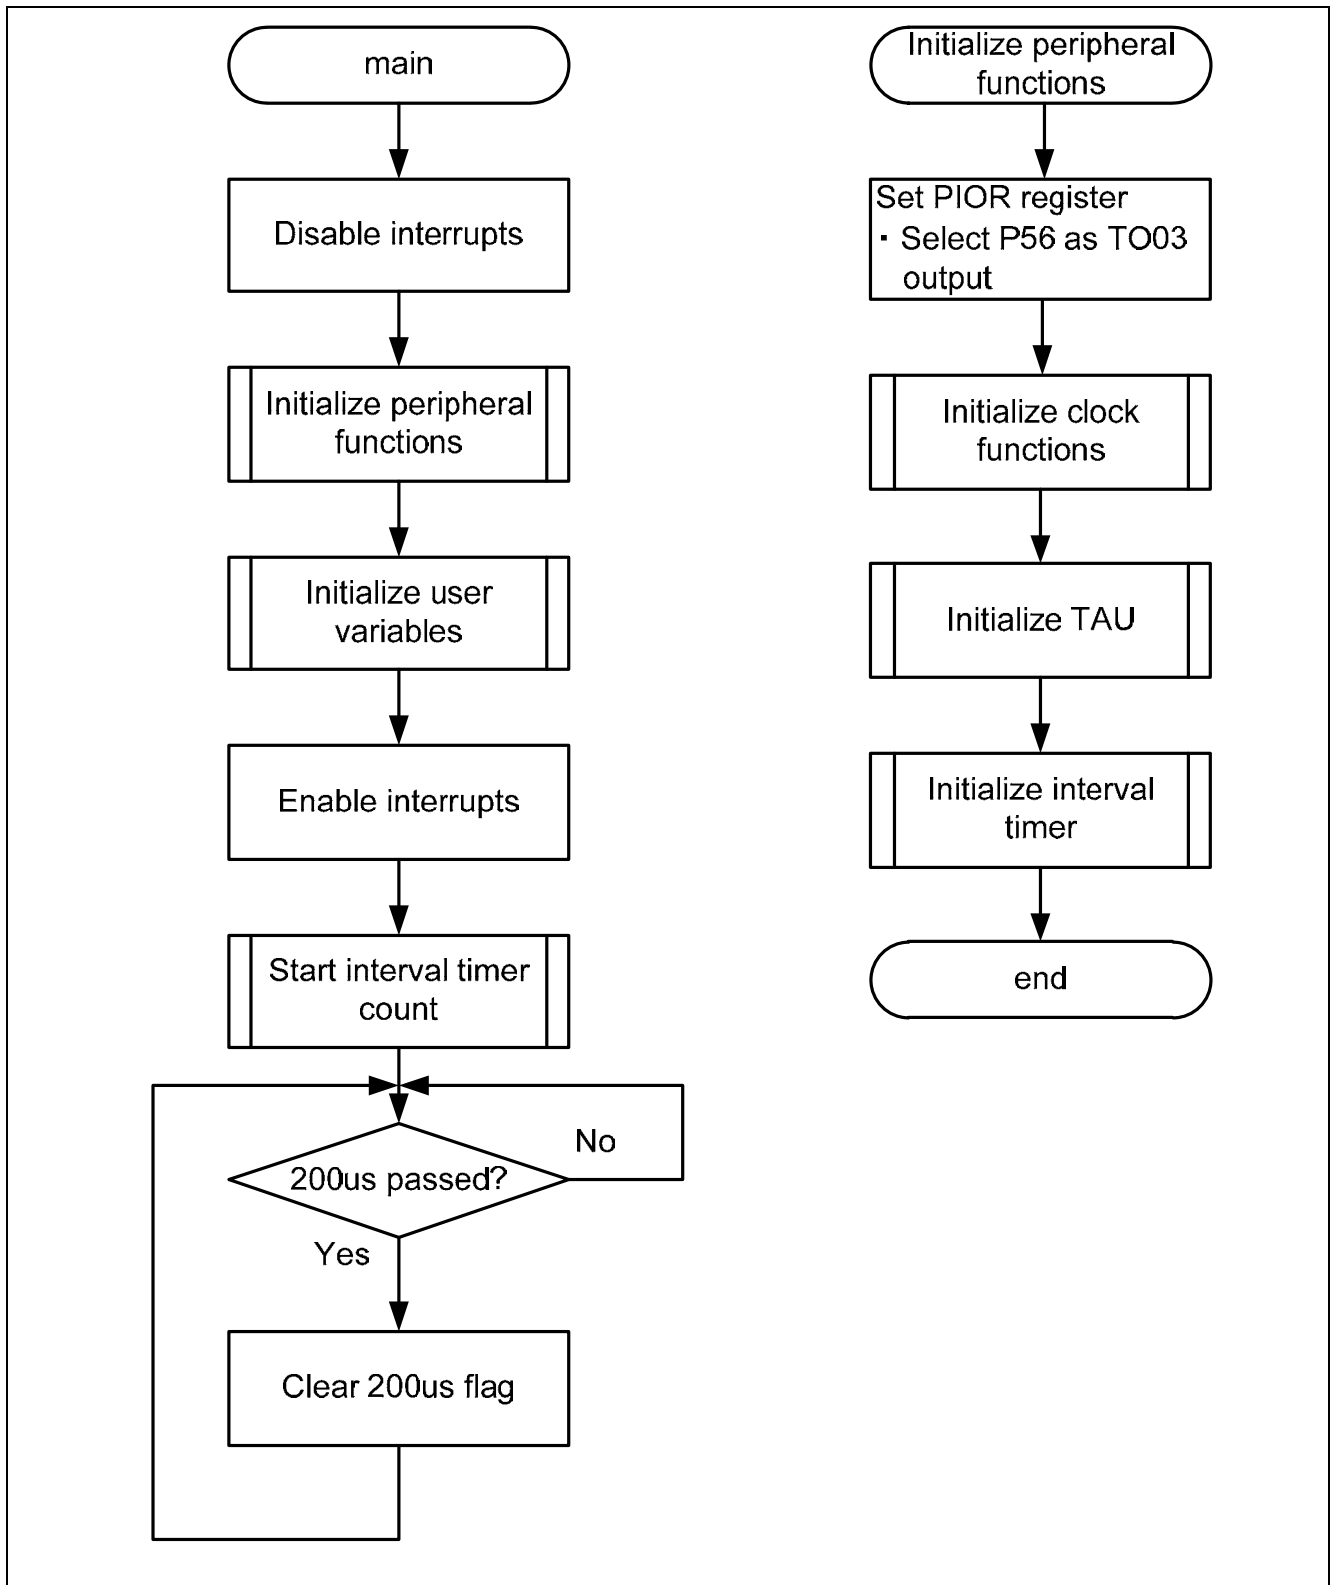 main
Disable interrupts
Initialize peripheral
functions
Initialize user
variables
Enable interrupts
Start interval timer
count
200us passed?
No
Yes
Clear 200us flag
Initialize peripheral
functions
Set PIOR register
・Select P56 as TO03
output
Initialize clock
functions
Initialize TAU
Initialize interval
timer
end